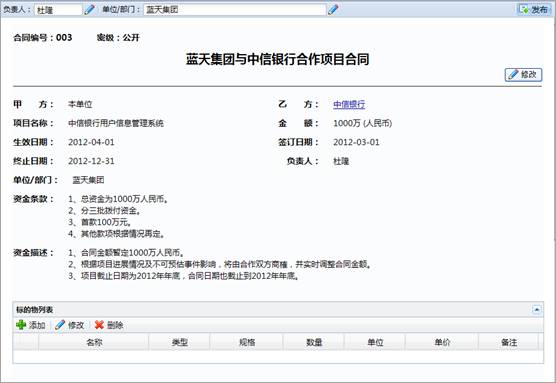 负责人： 杜隆 单位/部门： 蓝天集团 发布
合同编号：003 密级：公开
蓝天集团与中信银行合作项目合同
修改
甲 方： 本单位 乙 方： 中信银行
项目名称： 中信银行用户信息管理系统 金 额： 1000万 (人民币)
生效日期： 2012-04-01 签订日期： 2012-03-01
终止日期： 2012-12-31 负责人： 杜隆
单位/部门： 蓝天集团
资金条款： 1、总资金为1000万人民币。
2、分三批拨付资金。
3、首款100万元。
4、其他款项根据情况再定。
资金描述： 1、合同金额暂定1000万人民币。
2、根据项目进展情况及不可预估事件影响，将由合作双方商榷，并实时调整合同金额。
3、项目截止日期为2012年年底，合同日期也截止到2012年年底。
标的物列表
添加 修改 删除
名称 类型 规格 数量 单位 单价 备注